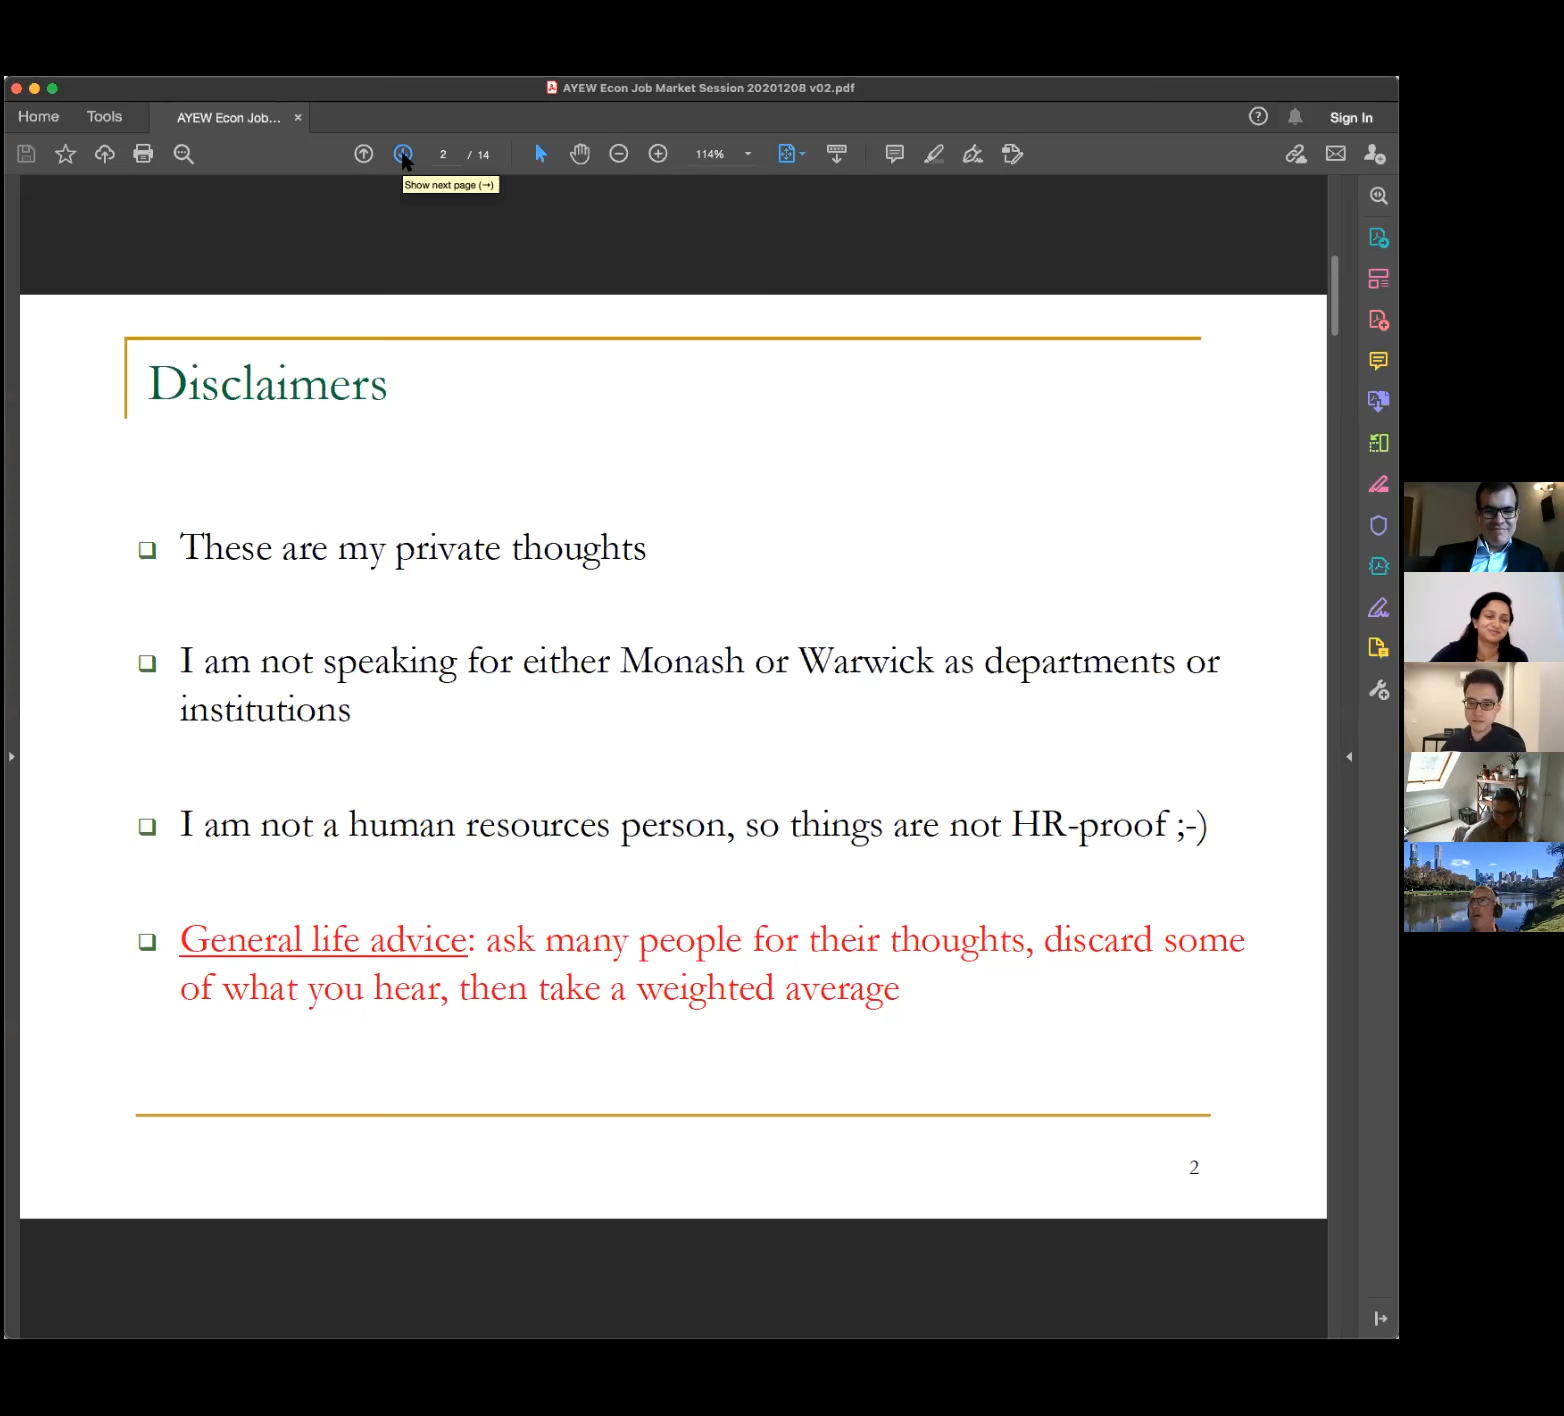 AYEW Econ Job Market Session 20201208 v02.pdf
Home Tools AYEW Econ Job... × Sign In
2 / 14 114%
Show next page (→)
Disclaimers
These are my private thoughts
I am not speaking for either Monash or Warwick as departments or
institutions
I am not a human resources person, so things are not HR-proof ;-)
General life advice: ask many people for their thoughts, discard some
of what you hear, then take a weighted average
2